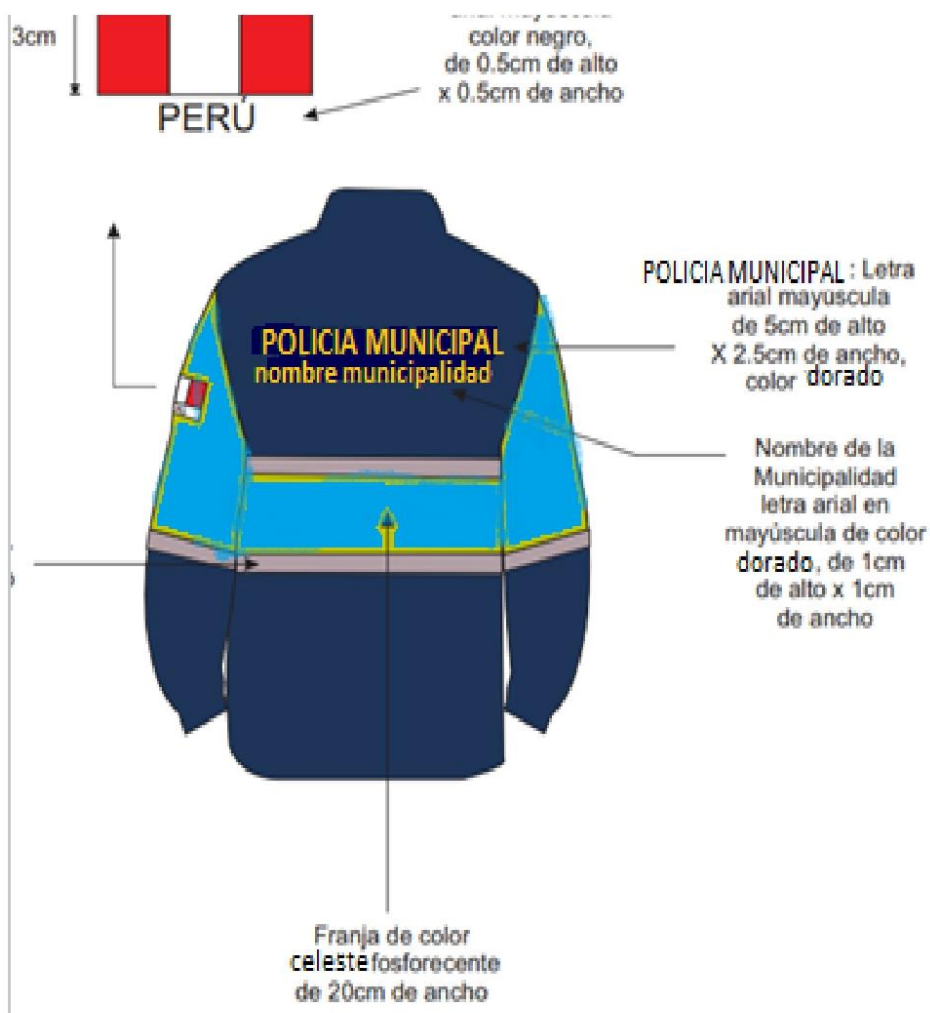 3cm
color negro,
de 0.5cm de alto
x 0.5cm de ancho
PERÚ
POLICIA MUNICIPAL : Letra
arial mayúscula
de 5cm de alto
X 2.5cm de ancho,
color dorado
POLICIA MUNICIPAL
nombre municipalidad
Nombre de la
Municipalidad
letra arial en
mayúscula de color
dorado, de 1cm
de alto x 1cm
de ancho
Franja de color
celeste fosforecente
de 20cm de ancho